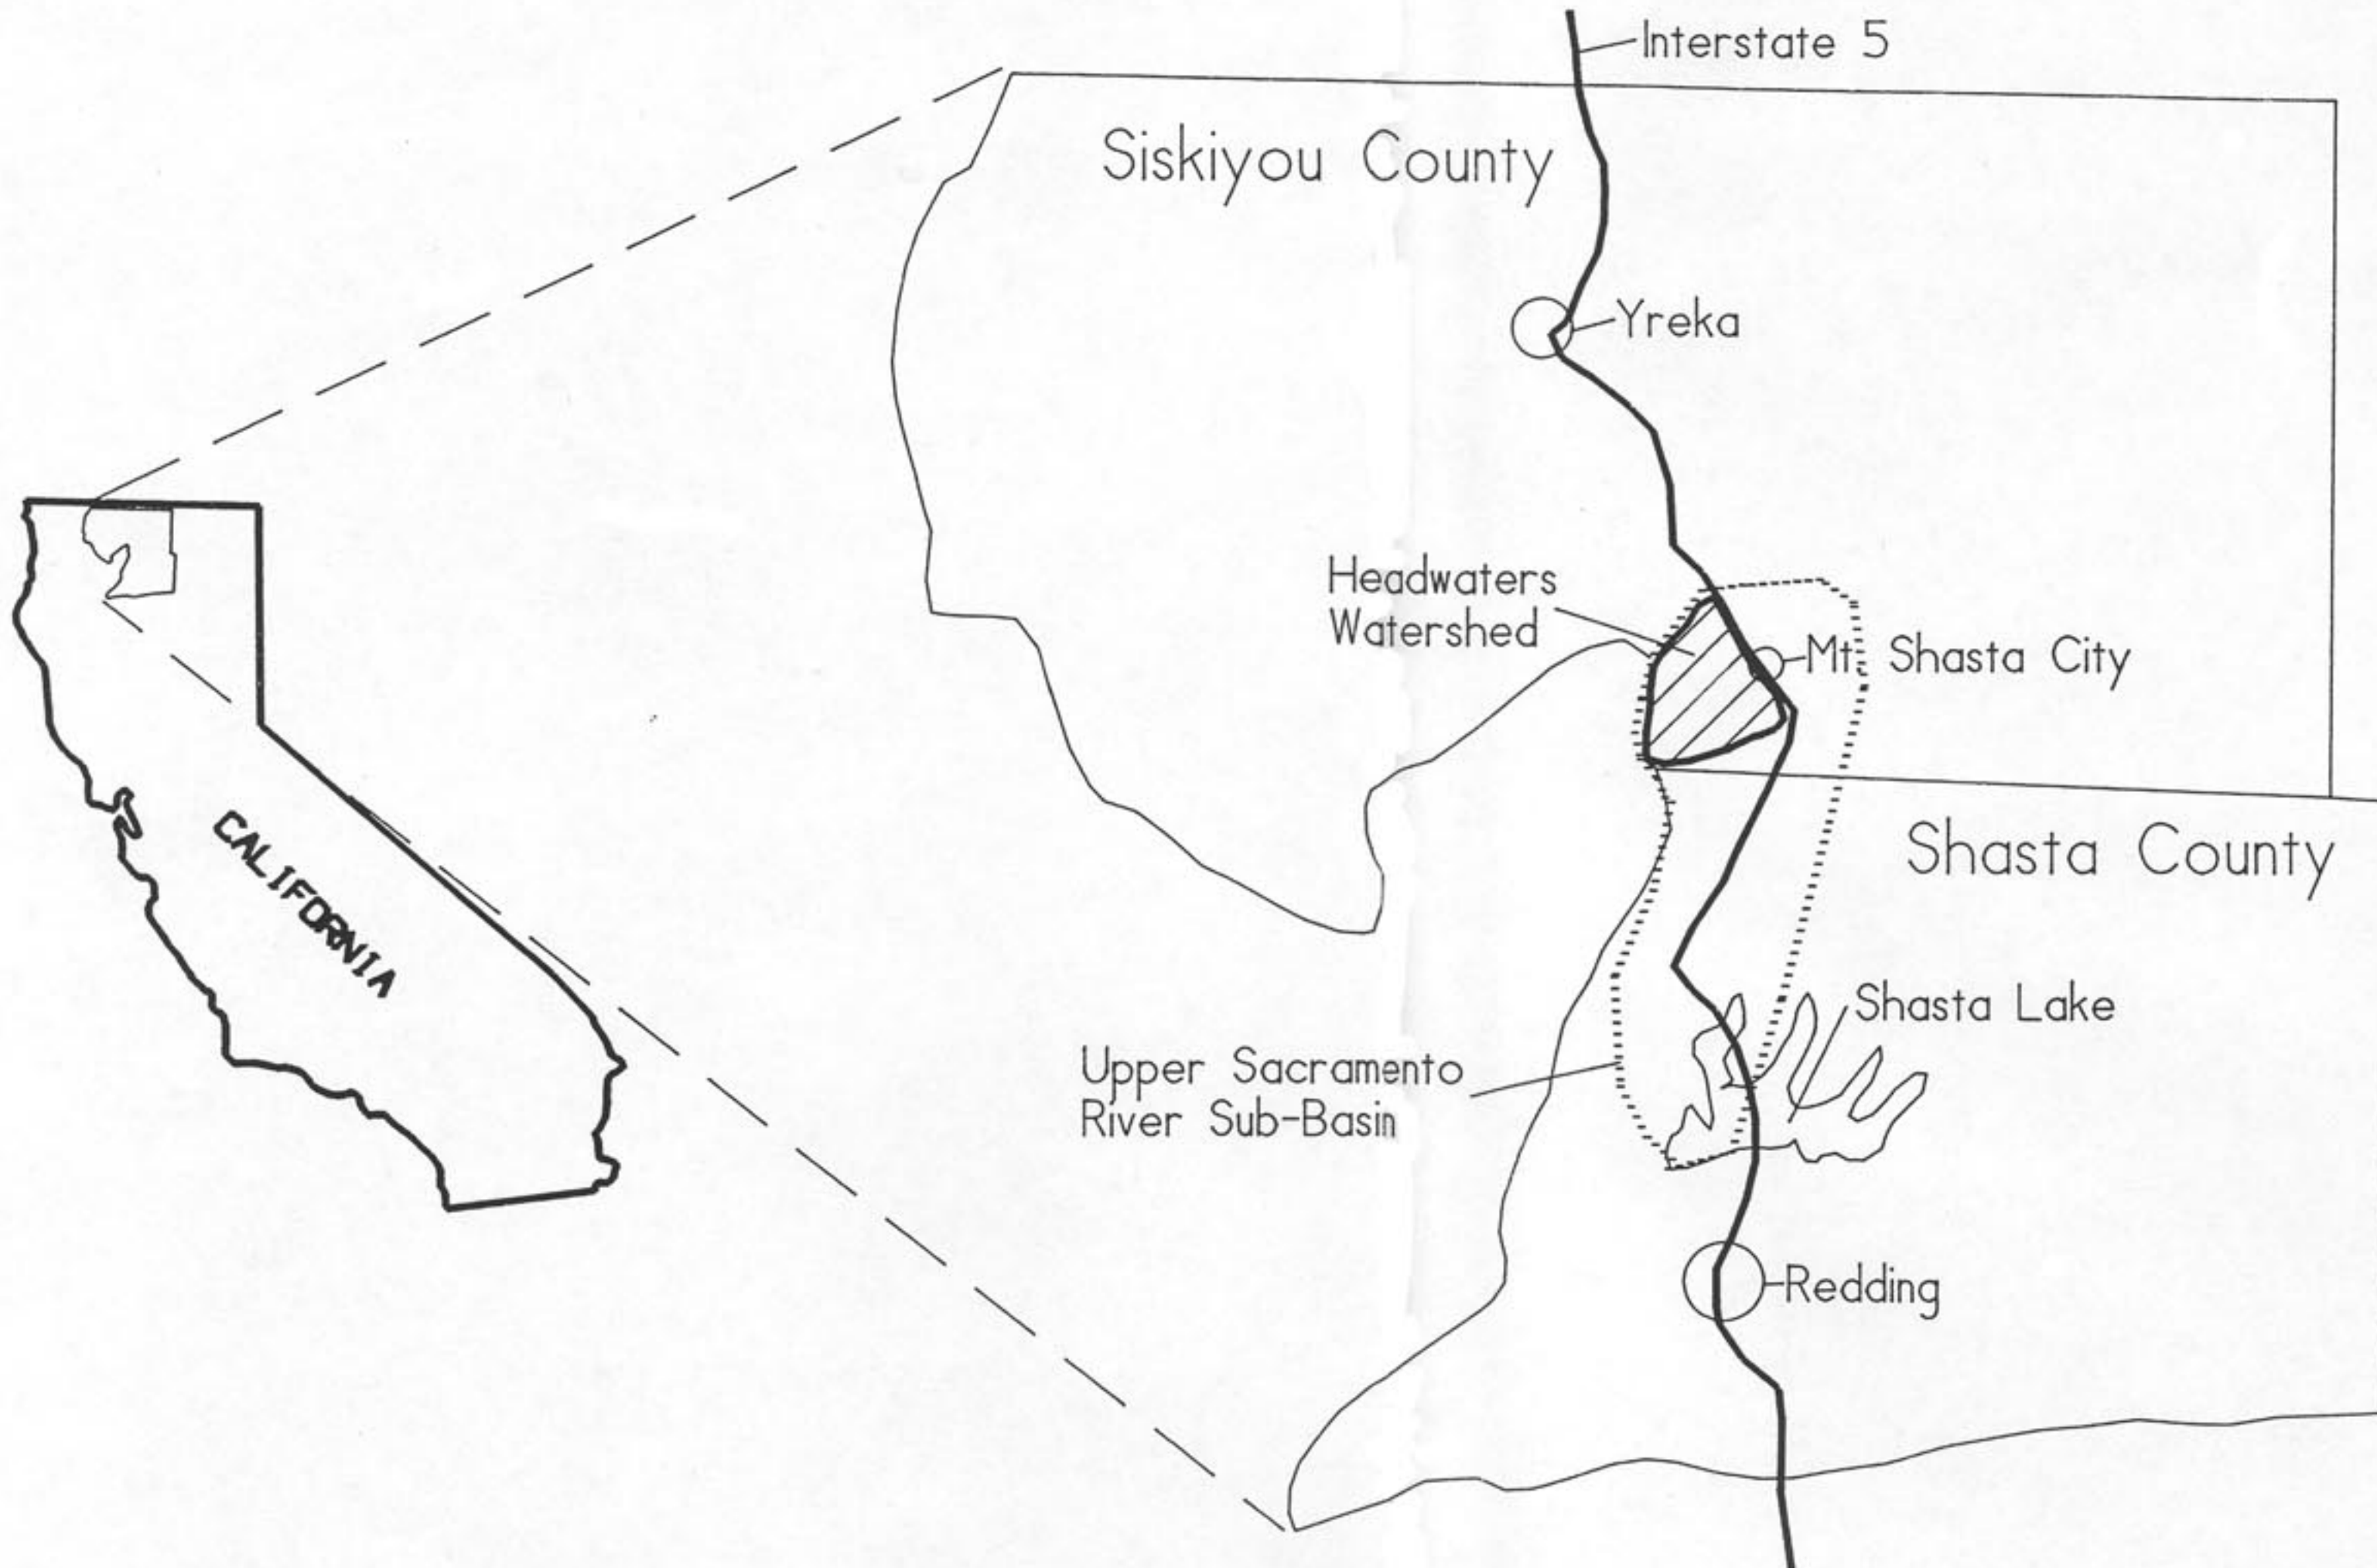 Interstate 5
Siskiyou County
Yreka
Headwaters
Watershed
Mt. Shasta City
CALIFORNIA
Shasta County
Shasta Lake
Upper Sacramento
River Sub-Basin
Redding